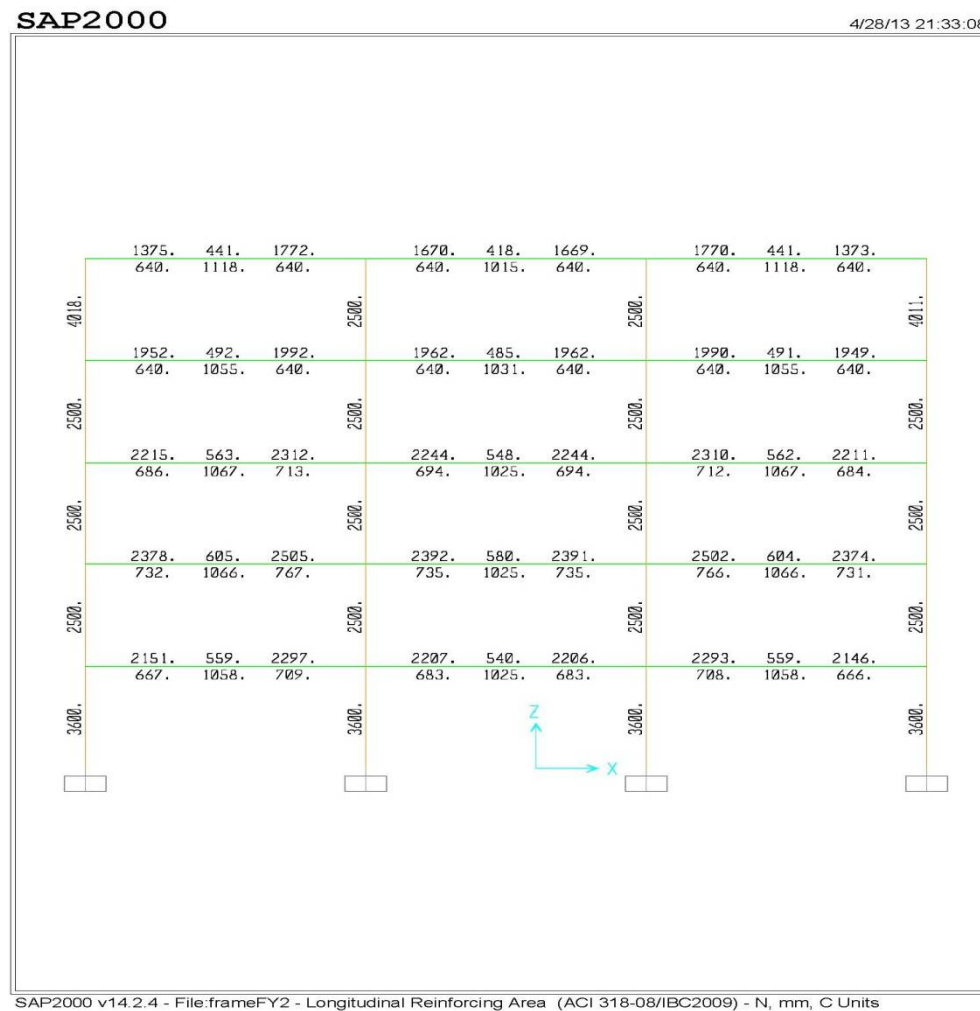 SAP2000
4/28/13 21:33:08
1375. 441. 1772. 1670. 418. 1669. 1770. 441. 1373.
640. 1118. 640. 640. 1015. 640. 640. 1118. 640.
4018. 2500. 2500. 4011.
1952. 492. 1992. 1962. 485. 1962. 1990. 491. 1949.
640. 1055. 640. 640. 1031. 640. 640. 1055. 640.
2500. 2500. 2500. 2500.
2215. 563. 2312. 2244. 548. 2244. 2310. 562. 2211.
686. 1067. 713. 694. 1025. 694. 712. 1067. 684.
2500. 2500. 2500. 2500.
2378. 605. 2505. 2392. 580. 2391. 2502. 604. 2374.
732. 1066. 767. 735. 1025. 735. 766. 1066. 731.
2500. 2500. 2500. 2500.
2151. 559. 2297. 2207. 540. 2206. 2293. 559. 2146.
667. 1058. 709. 683. 1025. 683. 708. 1058. 666.
3600. 3600. 3600. 3600.
Z
X
SAP2000 v14.2.4 - File:frameFY2 - Longitudinal Reinforcing Area (ACI 318-08/IBC2009) - N, mm, C Units